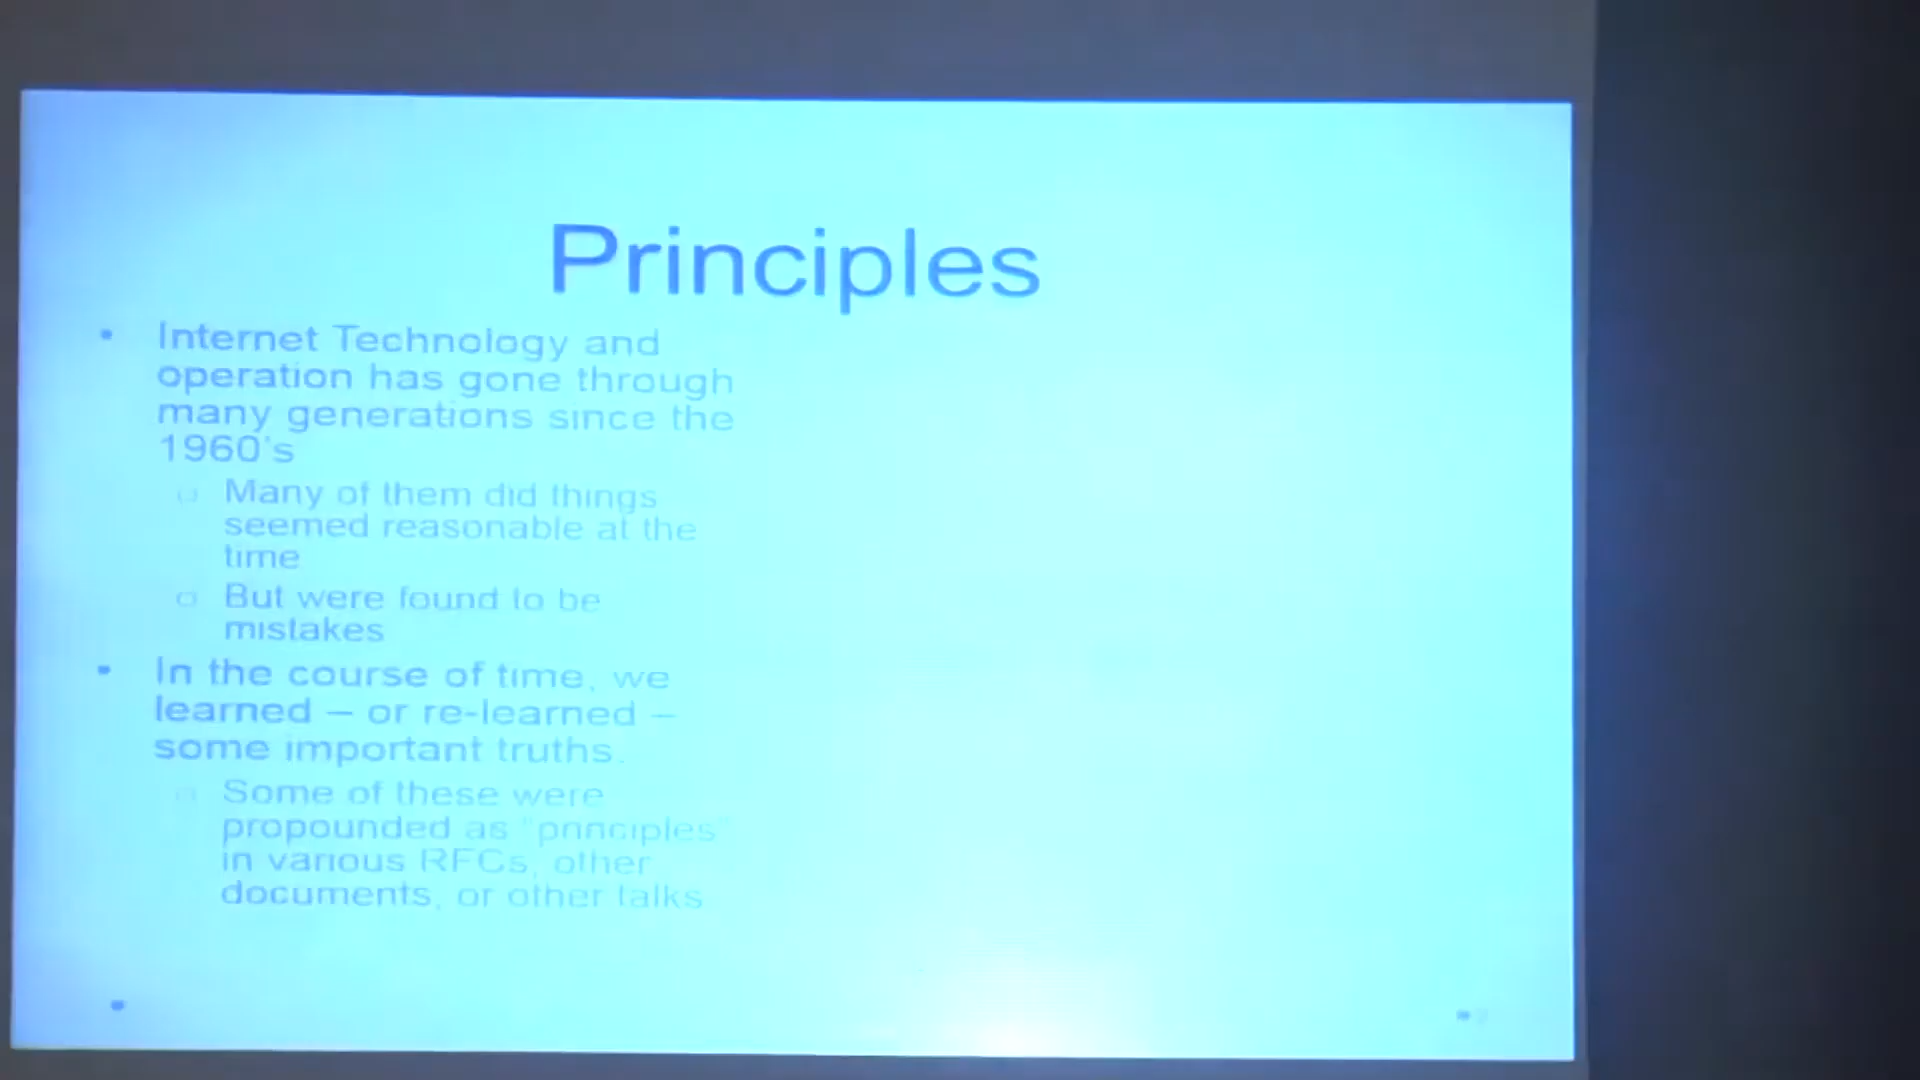 Principles
• Internet Technology and
operation has gone through
many generations since the
1960's
o Many of them did things
seemed reasonable at the
time
o But were found to be
mistakes
• In the course of time, we
learned – or re-learned –
some important truths.
o Some of these were
propounded as "principles"
in various RFCs, other
documents, or other talks